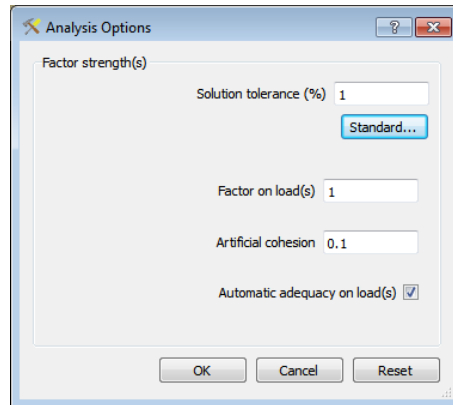 Analysis Options
Factor strength(s)
Solution tolerance (%) 1
Standard...
Factor on load(s) 1
Artificial cohesion 0.1
Automatic adequacy on load(s)
OK Cancel Reset